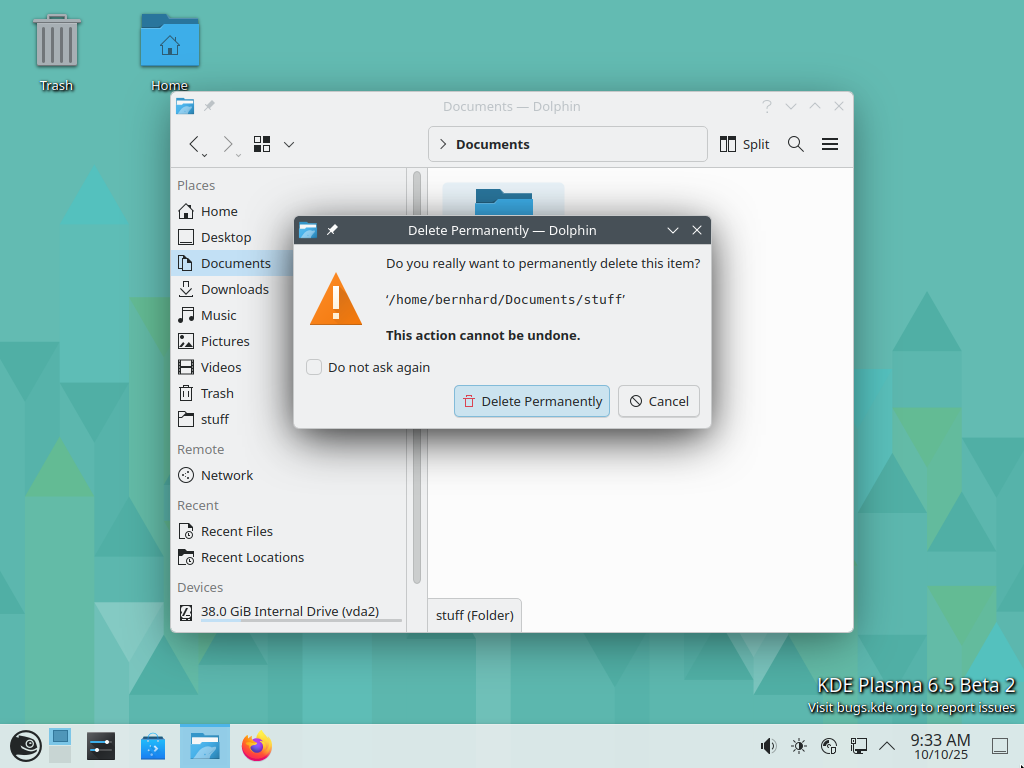 Trash
Home
Documents — Dolphin
Documents
Split
Places
Home
Desktop
Documents
Downloads
Music
Pictures
Videos
Trash
stuff
Remote
Network
Recent
Recent Files
Recent Locations
Devices
38.0 GiB Internal Drive (vda2)
Delete Permanently — Dolphin
Do you really want to permanently delete this item?
‘/home/bernhard/Documents/stuff’
This action cannot be undone.
Do not ask again
Delete Permanently
Cancel
stuff (Folder)
KDE Plasma 6.5 Beta 2
Visit bugs.kde.org to report issues
9:33 AM
10/10/25